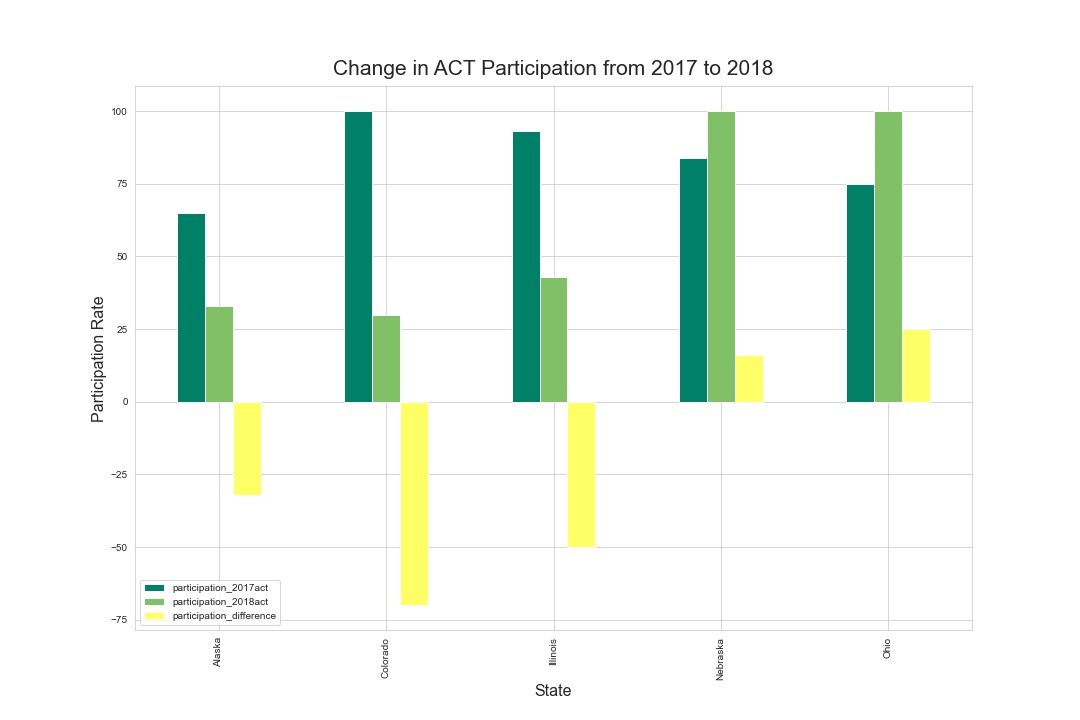 Change in ACT Participation from 2017 to 2018
Participation Rate
100
75
50
25
0
−25
−50
−75
participation_2017act
participation_2018act
participation_difference
Alaska
Colorado
Illinois
Nebraska
Ohio
State